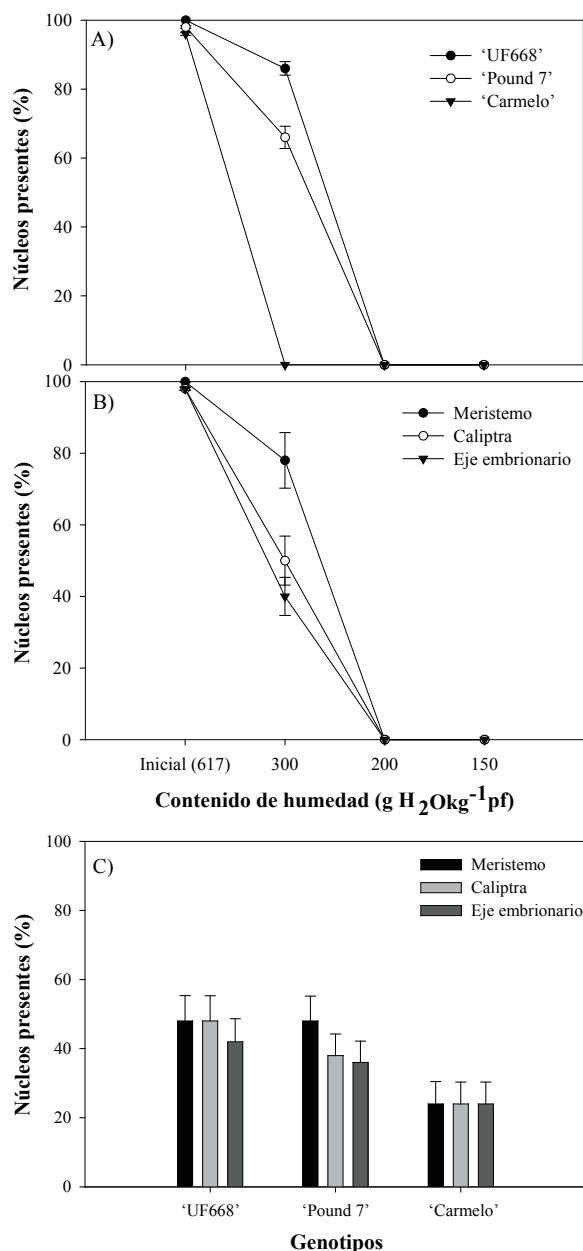 A)
‘UF668’
‘Pound 7’
‘Carmelo’
100
80
60
40
20
0
Núcleos presentes (%)
B)
Meristemo
Caliptra
Eje embrionario
100
80
60
40
20
0
Núcleos presentes (%)
Inicial (617) 300 200 150
Contenido de humedad (g H2Okg-1pf)
C)
Meristemo
Caliptra
Eje embrionario
100
80
60
40
20
0
Núcleos presentes (%)
‘UF668’ ‘Pound 7’ ‘Carmelo’
Genotipos